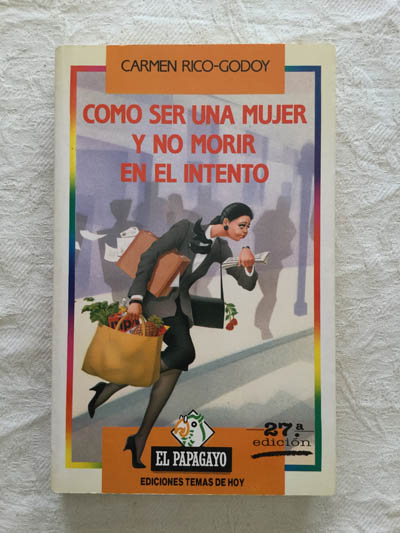 CARMEN RICO-GODOY
COMO SER UNA MUJER
Y NO MORIR
EN EL INTENTO
27.ª
edición
EL PAPAGAYO
EDICIONES TEMAS DE HOY